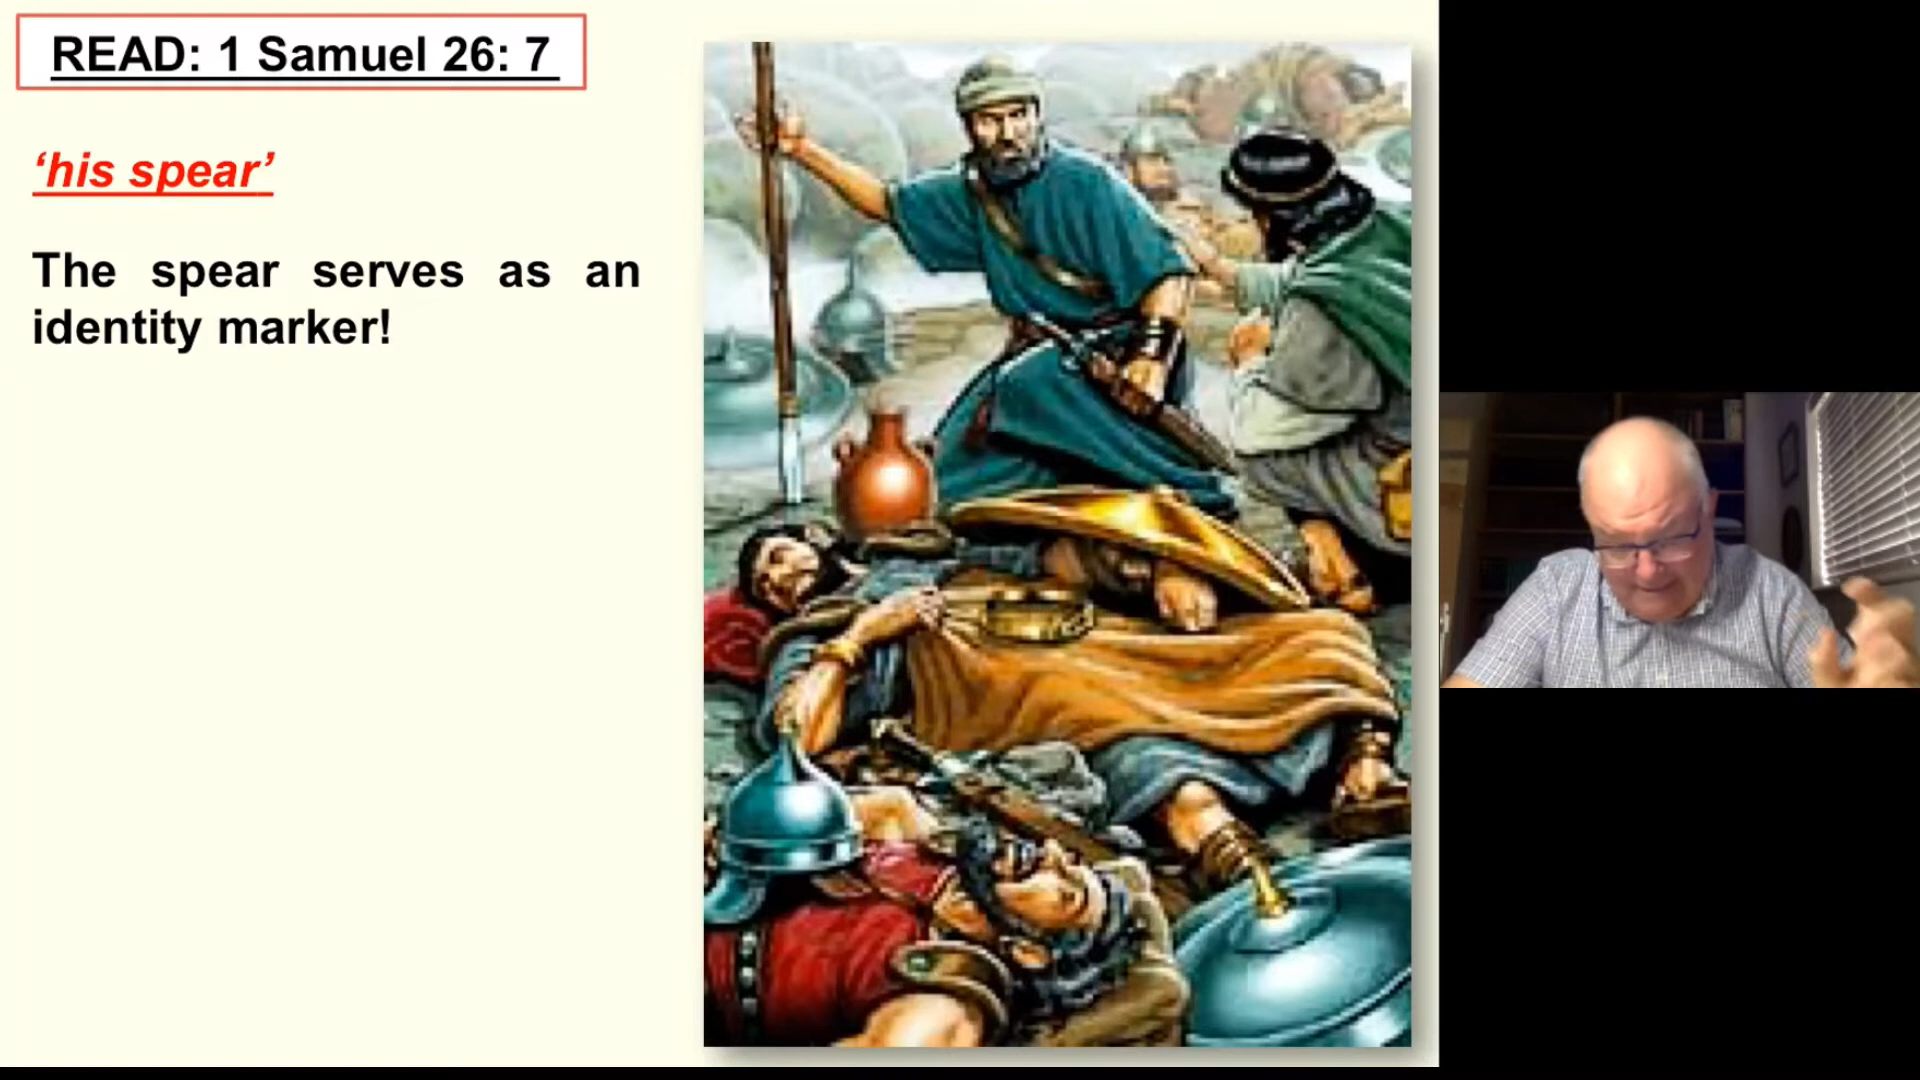 READ: 1 Samuel 26: 7
‘his spear’
The spear serves as an
identity marker!